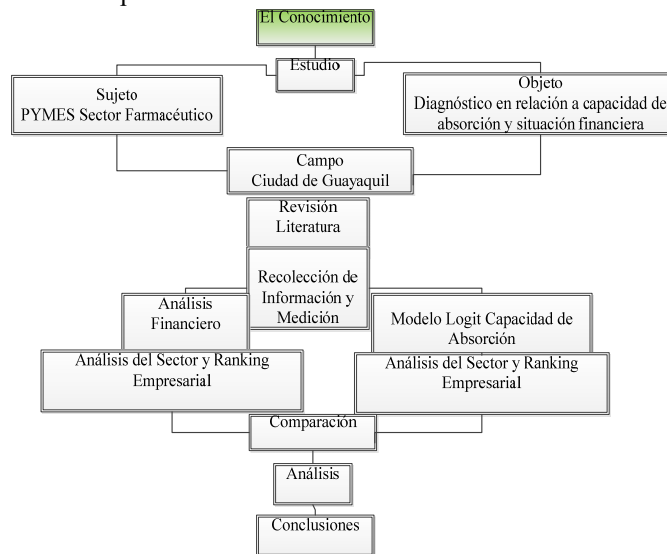 El Conocimiento
Estudio
Sujeto
PYMES Sector Farmacéutico
Objeto
Diagnóstico en relación a capacidad de
absorción y situación financiera
Campo
Ciudad de Guayaquil
Revisión
Literatura
Recolección de
Información y
Medición
Análisis
Financiero
Modelo Logit Capacidad de
Absorción
Análisis del Sector y Ranking
Empresarial
Análisis del Sector y Ranking
Empresarial
Comparación
Análisis
Conclusiones